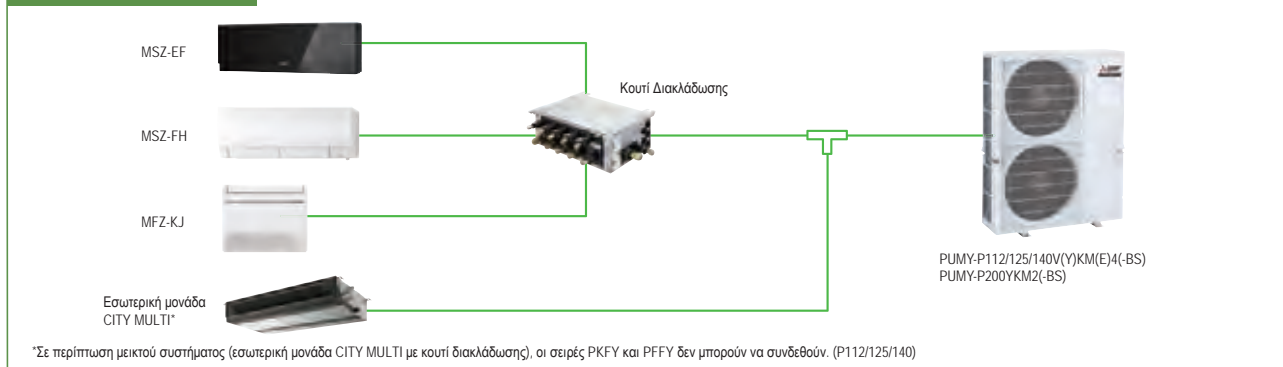 MSZ-EF
Κουτί Διακλάδωσης
MSZ-FH
MFZ-KJ
PUMY-P112/125/140V(Y)KM(E)4(-BS)
PUMY-P200YKM2(-BS)
Εσωτερική μονάδα
CITY MULTI*
*Σε περίπτωση μεικτού συστήματος (εσωτερική μονάδα CITY MULTI με κουτί διακλάδωσης), οι σειρές PKFY και PFFY δεν μπορούν να συνδεθούν. (P112/125/140)